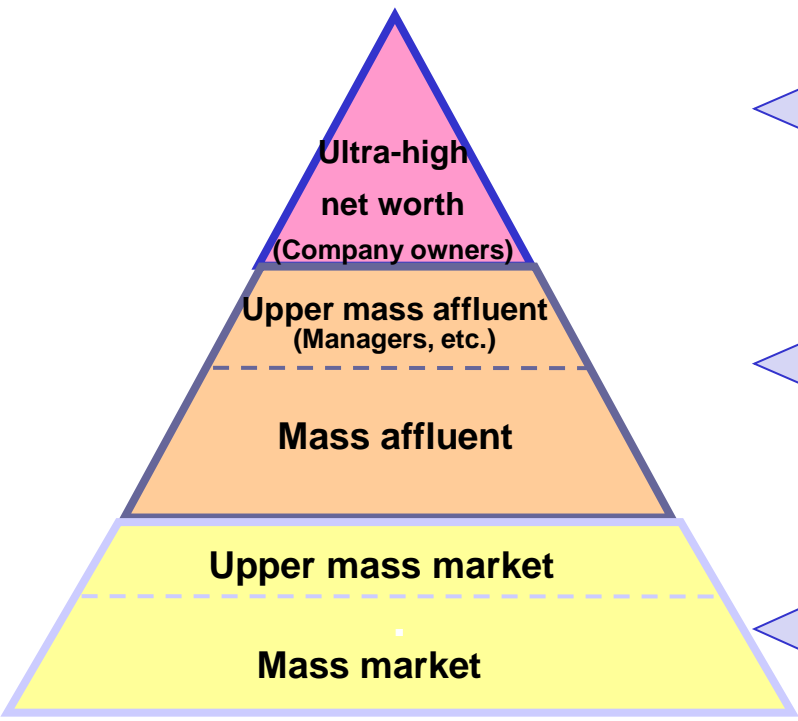 Ultra-high
net worth
(Company owners)
Upper mass affluent
(Managers, etc.)
Mass affluent
Upper mass market
Mass market